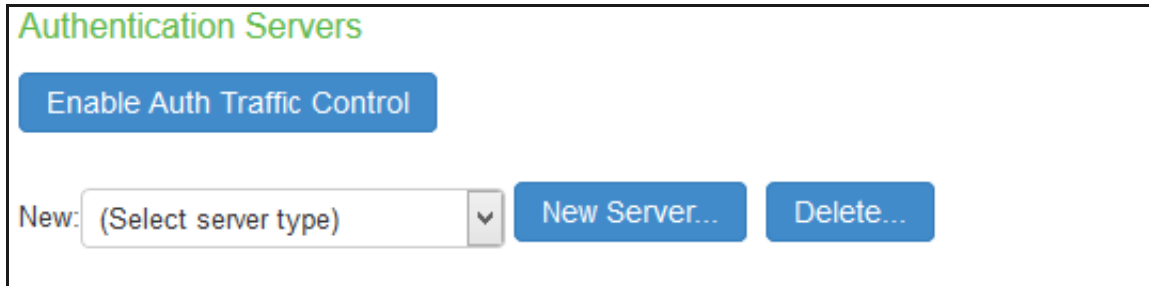 Authentication Servers
Enable Auth Traffic Control
New: (Select server type) New Server... Delete...